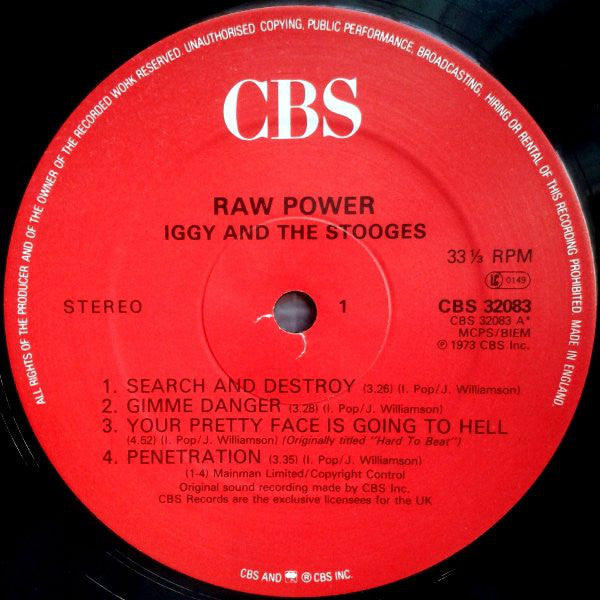 ALL RIGHTS OF THE PRODUCER AND OF THE OWNER OF THE RECORDED WORK RESERVED. UNAUTHORISED COPYING, PUBLIC PERFORMANCE, BROADCASTING, HIRING OR RENTAL OF THIS RECORDING PROHIBITED. MADE IN ENGLAND.
CBS
RAW POWER
IGGY AND THE STOOGES
33 ⅓ RPM
LC 0149
STEREO 1 CBS 32083
CBS 32083 A*
MCPS/BIEM
℗ 1973 CBS Inc.
1. SEARCH AND DESTROY (3.26) (I. Pop/J. Williamson)
2. GIMME DANGER (3.28) (I. Pop/J. Williamson)
3. YOUR PRETTY FACE IS GOING TO HELL
(4.52) (I. Pop/J. Williamson) (Originally titled "Hard To Beat")
4. PENETRATION (3.35) (I. Pop/J. Williamson)
(1-4) Mainman Limited/Copyright Control
Original sound recording made by CBS Inc.
CBS Records are the exclusive licensees for the UK
CBS AND ® CBS INC.